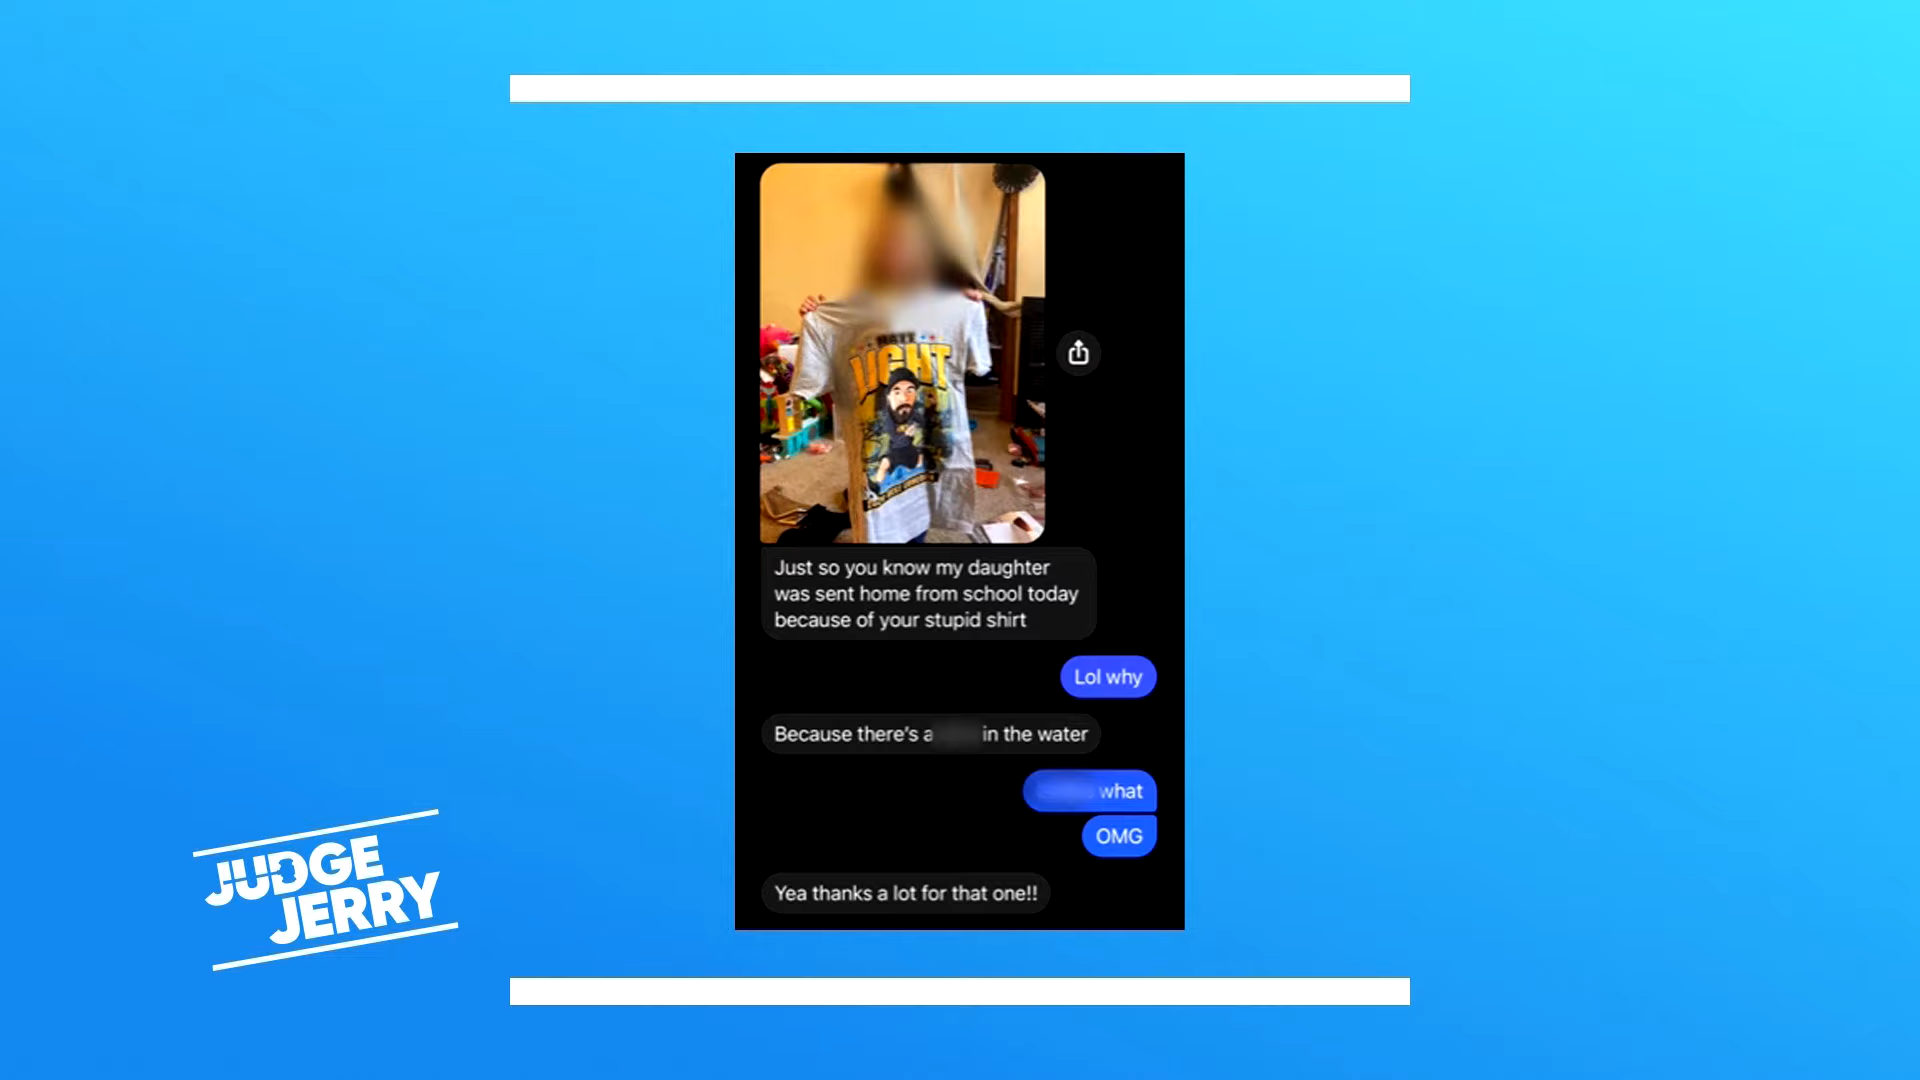 LIGHT
Just so you know my daughter
was sent home from school today
because of your stupid shirt
Lol why
Because there's a in the water
what
OMG
Yea thanks a lot for that one!!
JUDGE
JERRY